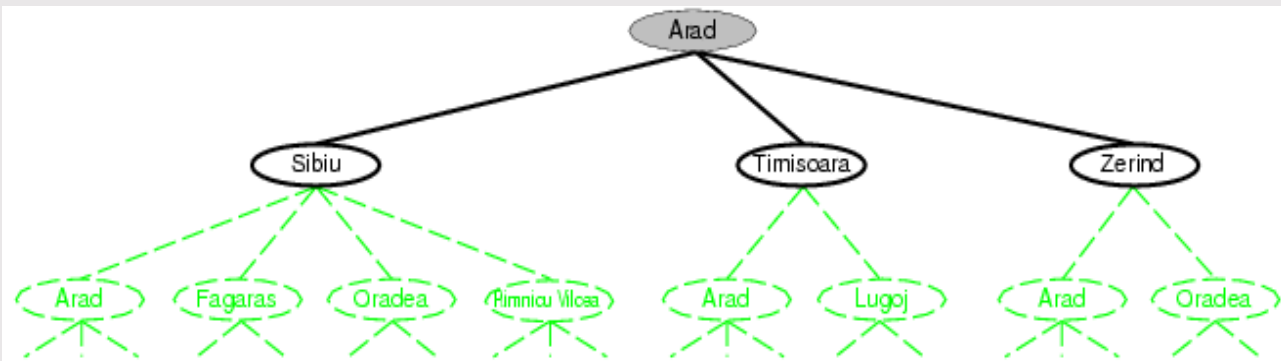 Arad
Sibiu
Timisoara
Zerind
Arad
Fagaras
Oradea
Rimnicu Vilcea
Arad
Lugoj
Arad
Oradea